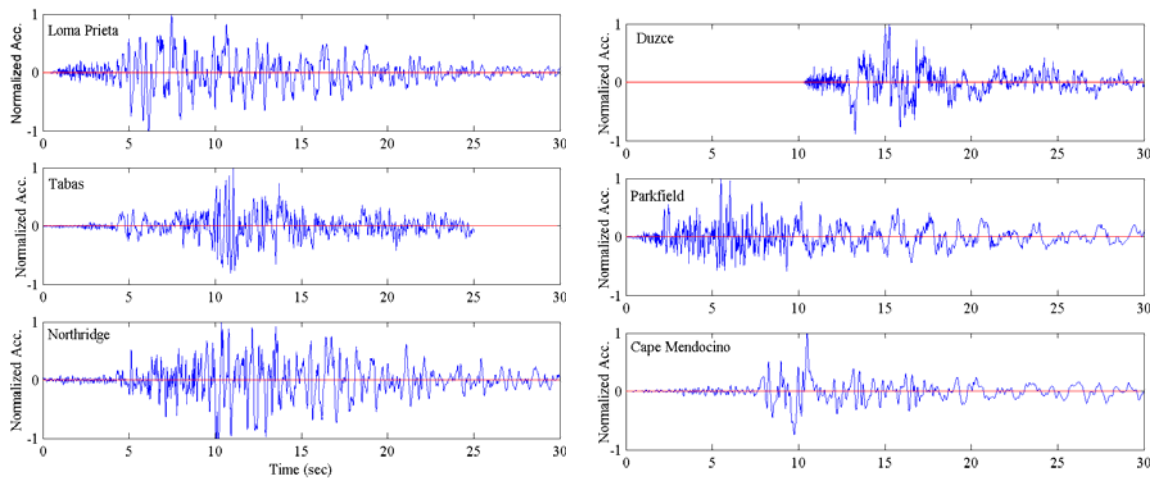 1
Loma Prieta
Normalized Acc.
0
-1
0 5 10 15 20 25 30
1
Tabas
Normalized Acc.
0
-1
0 5 10 15 20 25 30
1
Northridge
Normalized Acc.
0
-1
0 5 10 15 20 25 30
Time (sec)
1
Duzce
Normalized Acc.
0
-1
0 5 10 15 20 25 30
1
Parkfield
Normalized Acc.
0
-1
0 5 10 15 20 25 30
1
Cape Mendocino
Normalized Acc.
0
-1
0 5 10 15 20 25 30